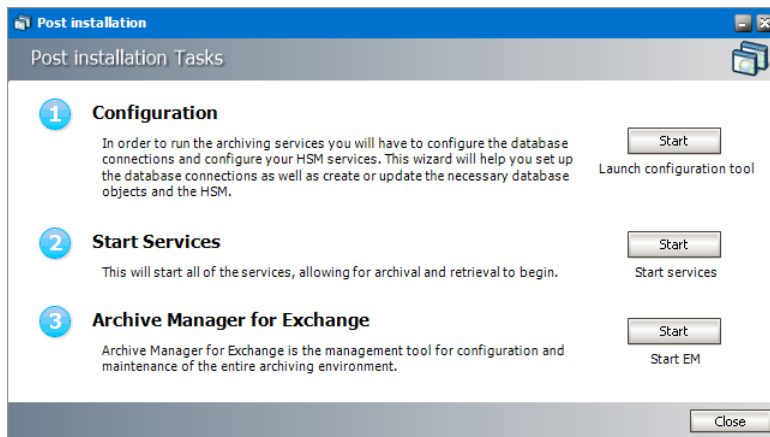 Post installation
Post installation Tasks
1
Configuration
In order to run the archiving services you will have to configure the database
connections and configure your HSM services. This wizard will help you set up
the database connections as well as create or update the necessary database
objects and the HSM.
Start
Launch configuration tool
2
Start Services
This will start all of the services, allowing for archival and retrieval to begin.
Start
Start services
3
Archive Manager for Exchange
Archive Manager for Exchange is the management tool for configuration and
maintenance of the entire archiving environment.
Start
Start EM
Close